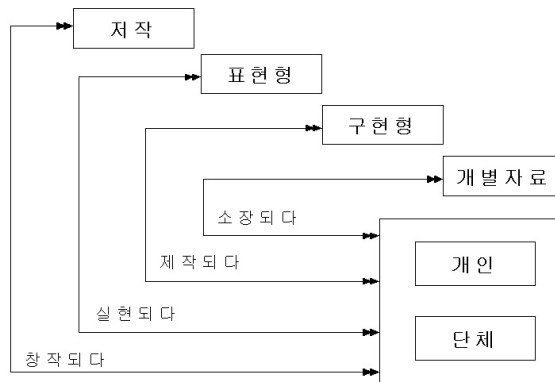 저작
표현형
구현형
개별자료
소장되다
개인
제작되다
실현되다
단체
창작되다